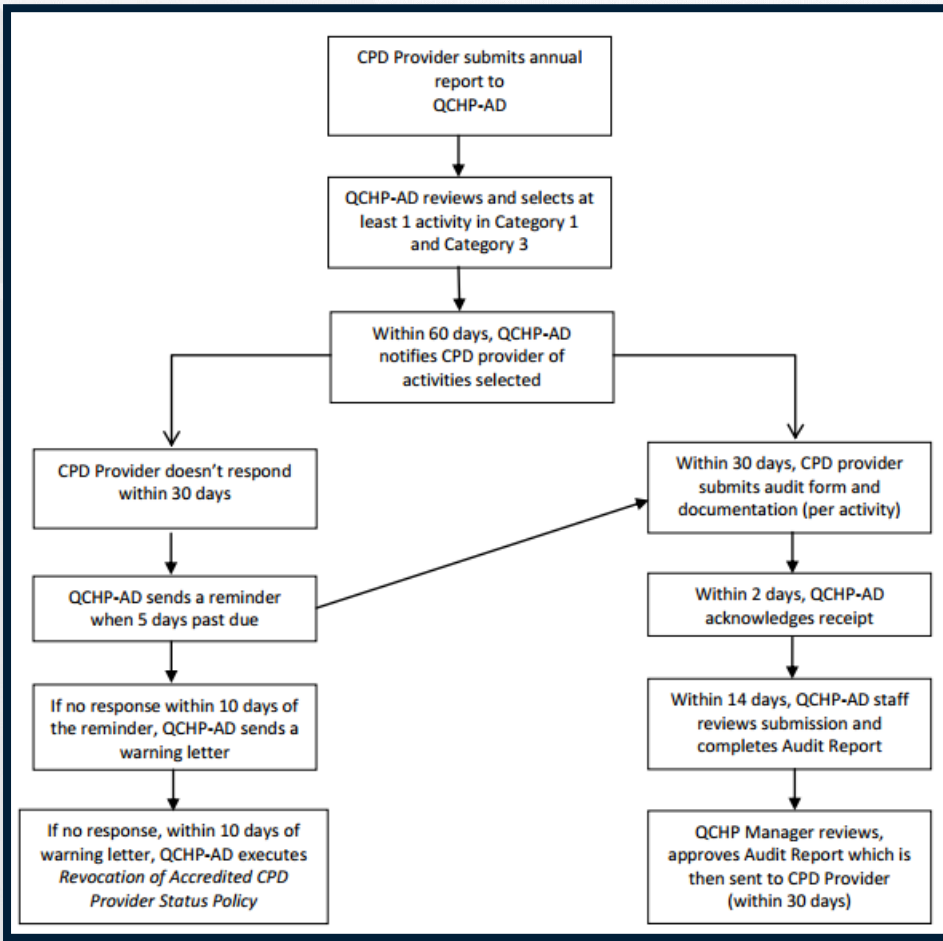 CPD Provider submits annual
report to
QCHP-AD
QCHP-AD reviews and selects at
least 1 activity in Category 1
and Category 3
Within 60 days, QCHP-AD
notifies CPD provider of
activities selected
CPD Provider doesn’t respond
within 30 days
QCHP-AD sends a reminder
when 5 days past due
If no response within 10 days of
the reminder, QCHP-AD sends a
warning letter
If no response, within 10 days of
warning letter, QCHP-AD executes
Revocation of Accredited CPD
Provider Status Policy
Within 30 days, CPD provider
submits audit form and
documentation (per activity)
Within 2 days, QCHP-AD
acknowledges receipt
Within 14 days, QCHP-AD staff
reviews submission and
completes Audit Report
QCHP Manager reviews,
approves Audit Report which is
then sent to CPD Provider
(within 30 days)